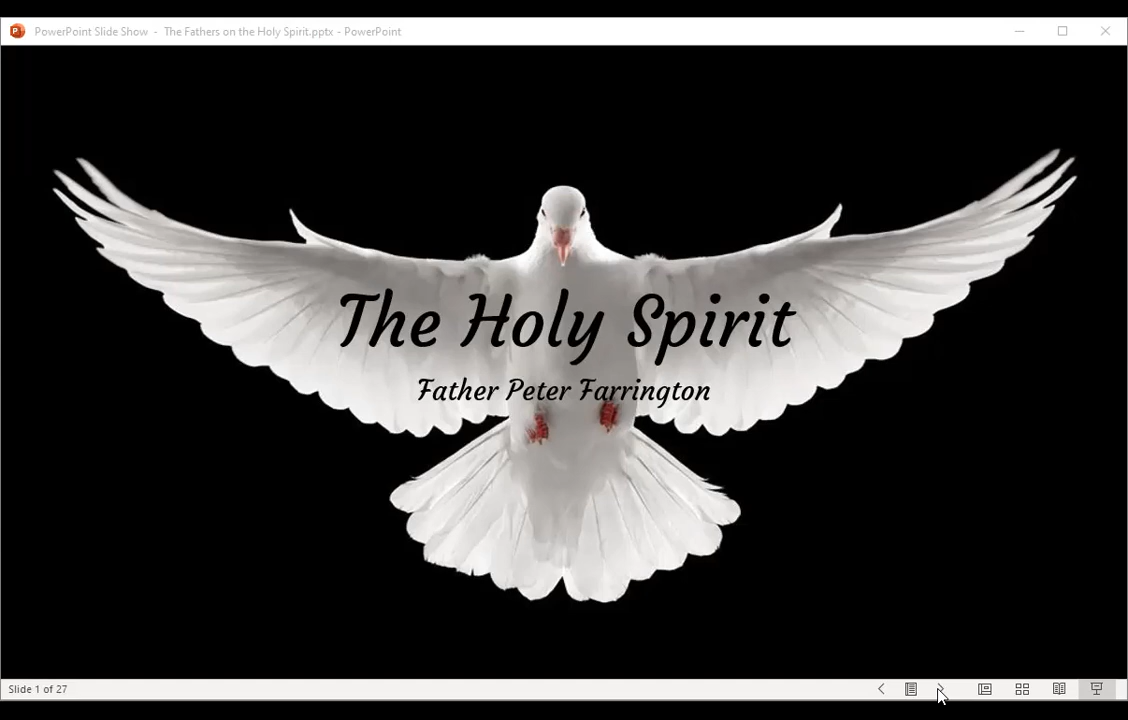 PowerPoint Slide Show - The Fathers on the Holy Spirit.pptx - PowerPoint
The Holy Spirit
Father Peter Farrington
Slide 1 of 27